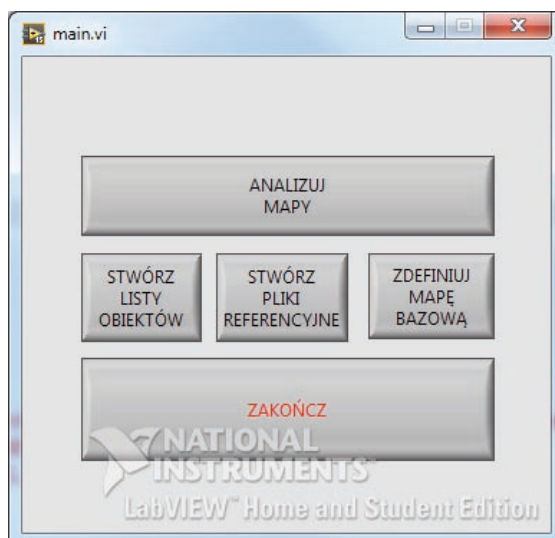 main.vi
ANALIZUJ
MAPY
STWÓRZ
LISTY
OBIEKTÓW
STWÓRZ
PLIKI
REFERENCYJNE
ZDEFINIUJ
MAPĘ
BAZOWĄ
ZAKOŃCZ
NATIONAL
INSTRUMENTS
LabVIEW™ Home and Student Edition